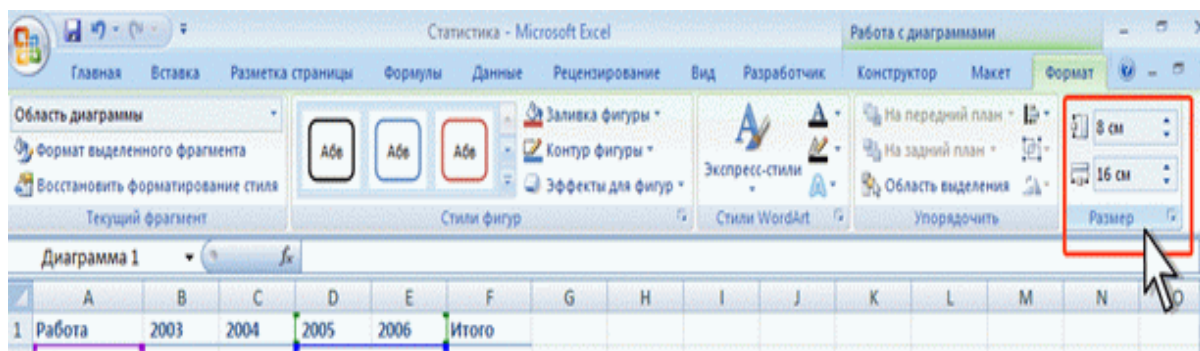 Статистика - Microsoft Excel Работа с диаграммами
Главная Вставка Разметка страницы Формулы Данные Рецензирование Вид Разработчик Конструктор Макет Формат
Область диаграммы
Формат выделенного фрагмента
Восстановить форматирование стиля
Текущий фрагмент
Абв Абв Абв
Заливка фигуры
Контур фигуры
Эффекты для фигур
Стили фигур
Экспресс-стили
Стили WordArt
На передний план
На задний план
Область выделения
Упорядочить
8 см
16 см
Размер
Диаграмма 1 fx
A B C D E F G H I J K L M N O
1 Работа 2003 2004 2005 2006 Итого